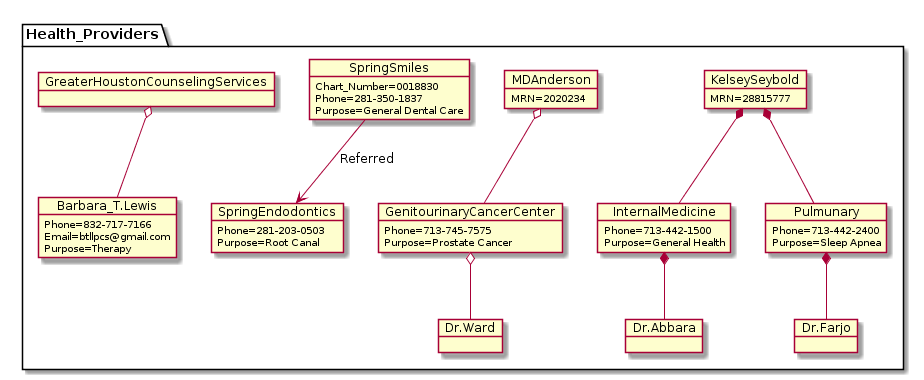 Health_Providers
GreaterHoustonCounselingServices
SpringSmiles
Chart_Number=0018830
Phone=281-350-1837
Purpose=General Dental Care
MDAnderson
MRN=2020234
KelseySeybold
MRN=28815777
Referred
Barbara_T.Lewis
Phone=832-717-7166
Email=btllpcs@gmail.com
Purpose=Therapy
SpringEndodontics
Phone=281-203-0503
Purpose=Root Canal
GenitourinaryCancerCenter
Phone=713-745-7575
Purpose=Prostate Cancer
InternalMedicine
Phone=713-442-1500
Purpose=General Health
Pulmunary
Phone=713-442-2400
Purpose=Sleep Apnea
Dr.Ward
Dr.Abbara
Dr.Farjo